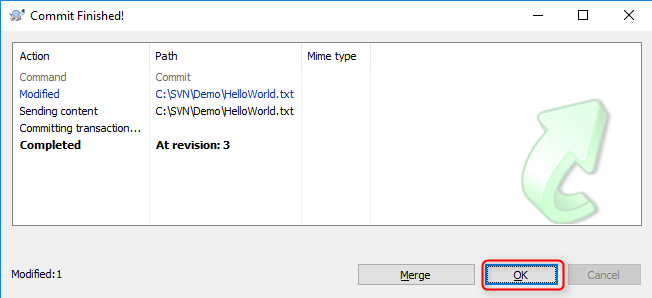 Commit Finished!
Action Path Mime type
Command Commit
Modified C:\SVN\Demo\HelloWorld.txt
Sending content C:\SVN\Demo\HelloWorld.txt
Committing transaction...
Completed At revision: 3
Modified:1 Merge OK Cancel